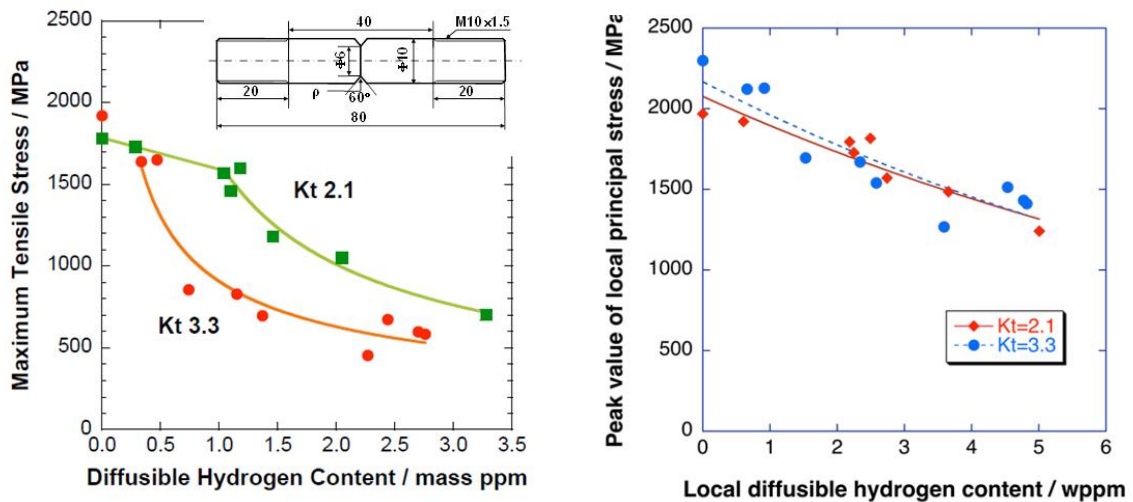 Maximum Tensile Stress / MPa
2500
2000
1500
1000
500
0
0.0 0.5 1.0 1.5 2.0 2.5 3.0 3.5
Diffusible Hydrogen Content / mass ppm
Kt 2.1
Kt 3.3
40
M10×1.5
Φ6
Φ10
20
ρ
60°
20
80
Peak value of local principal stress / MPa
2500
2000
1500
1000
500
0
0 1 2 3 4 5 6
Local diffusible hydrogen content / wppm
Kt=2.1
Kt=3.3